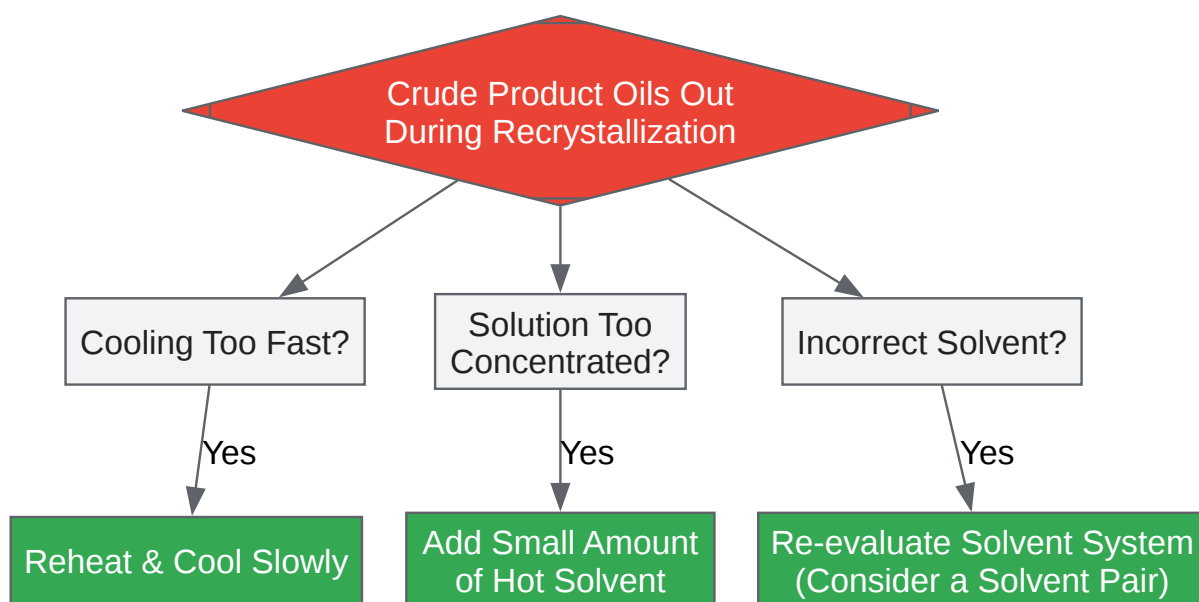 Crude Product Oils Out
During Recrystallization
Cooling Too Fast?
Solution Too
Concentrated?
Incorrect Solvent?
Yes
Yes
Yes
Reheat & Cool Slowly
Add Small Amount
of Hot Solvent
Re-evaluate Solvent System
(Consider a Solvent Pair)